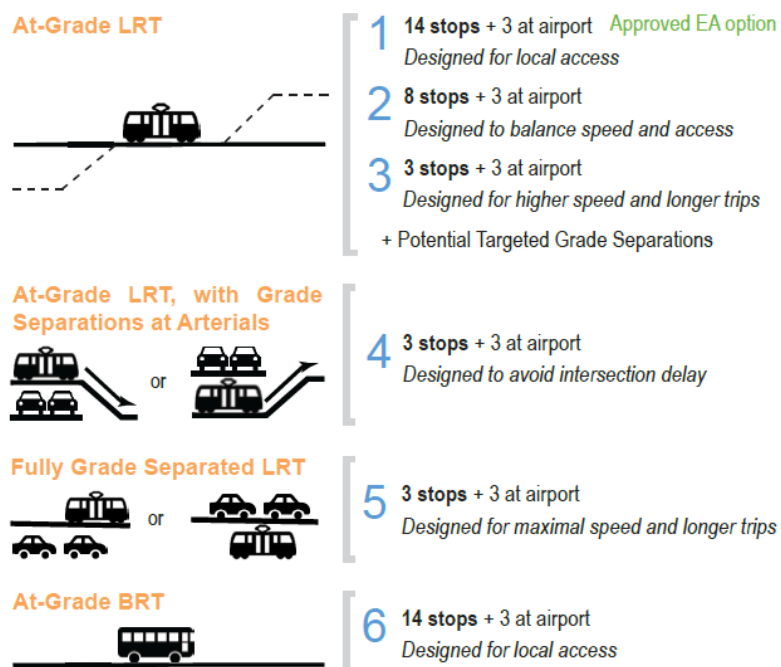 At-Grade LRT
1 14 stops + 3 at airport Approved EA option
Designed for local access
2 8 stops + 3 at airport
Designed to balance speed and access
3 3 stops + 3 at airport
Designed for higher speed and longer trips
+ Potential Targeted Grade Separations
At-Grade LRT, with Grade
Separations at Arterials
or
4 3 stops + 3 at airport
Designed to avoid intersection delay
Fully Grade Separated LRT
or
5 3 stops + 3 at airport
Designed for maximal speed and longer trips
At-Grade BRT
6 14 stops + 3 at airport
Designed for local access